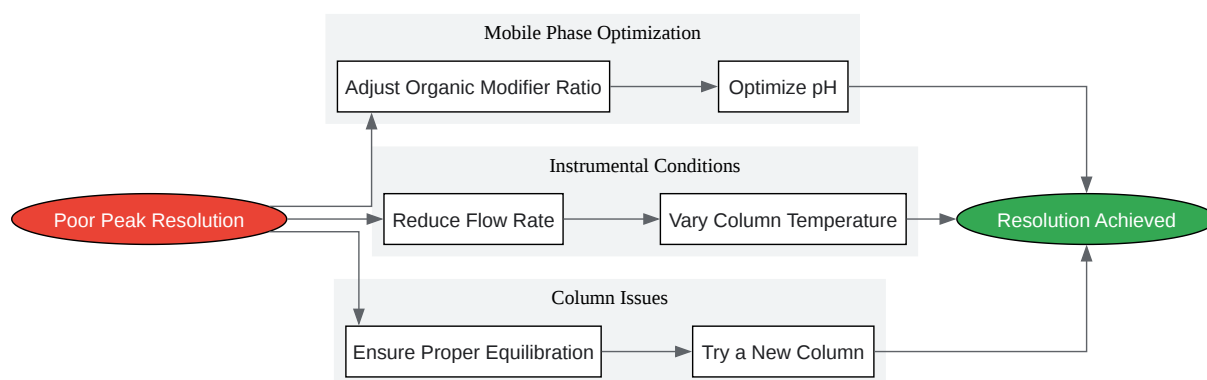 Mobile Phase Optimization
Adjust Organic Modifier Ratio
Optimize pH
Instrumental Conditions
Poor Peak Resolution
Reduce Flow Rate
Vary Column Temperature
Resolution Achieved
Column Issues
Ensure Proper Equilibration
Try a New Column